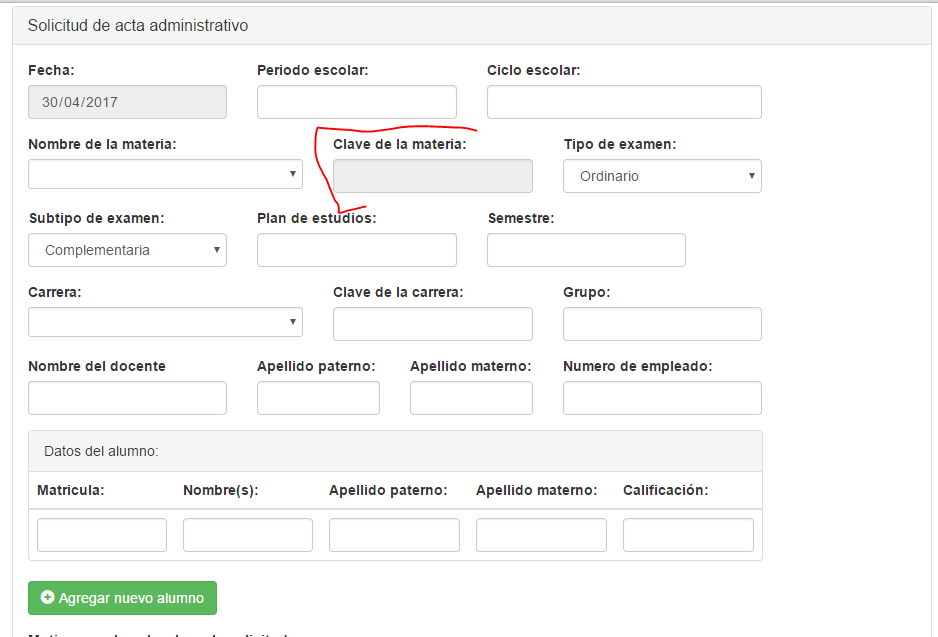 Solicitud de acta administrativo
Fecha: Periodo escolar: Ciclo escolar:
30/04/2017
Nombre de la materia: Clave de la materia: Tipo de examen:
Ordinario
Subtipo de examen: Plan de estudios: Semestre:
Complementaria
Carrera: Clave de la carrera: Grupo:
Nombre del docente Apellido paterno: Apellido materno: Numero de empleado:
Datos del alumno:
Matricula: Nombre(s): Apellido paterno: Apellido materno: Calificación:
Agregar nuevo alumno